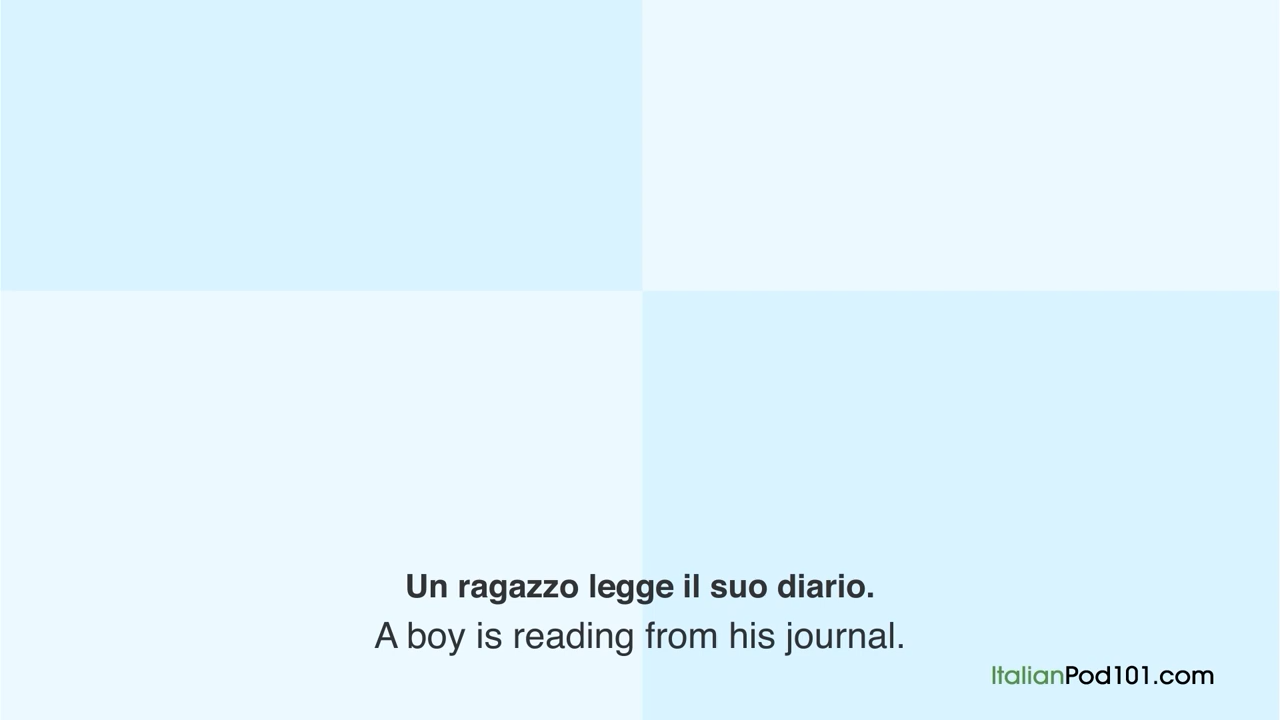 Un ragazzo legge il suo diario.
A boy is reading from his journal.
ItalianPod101.com